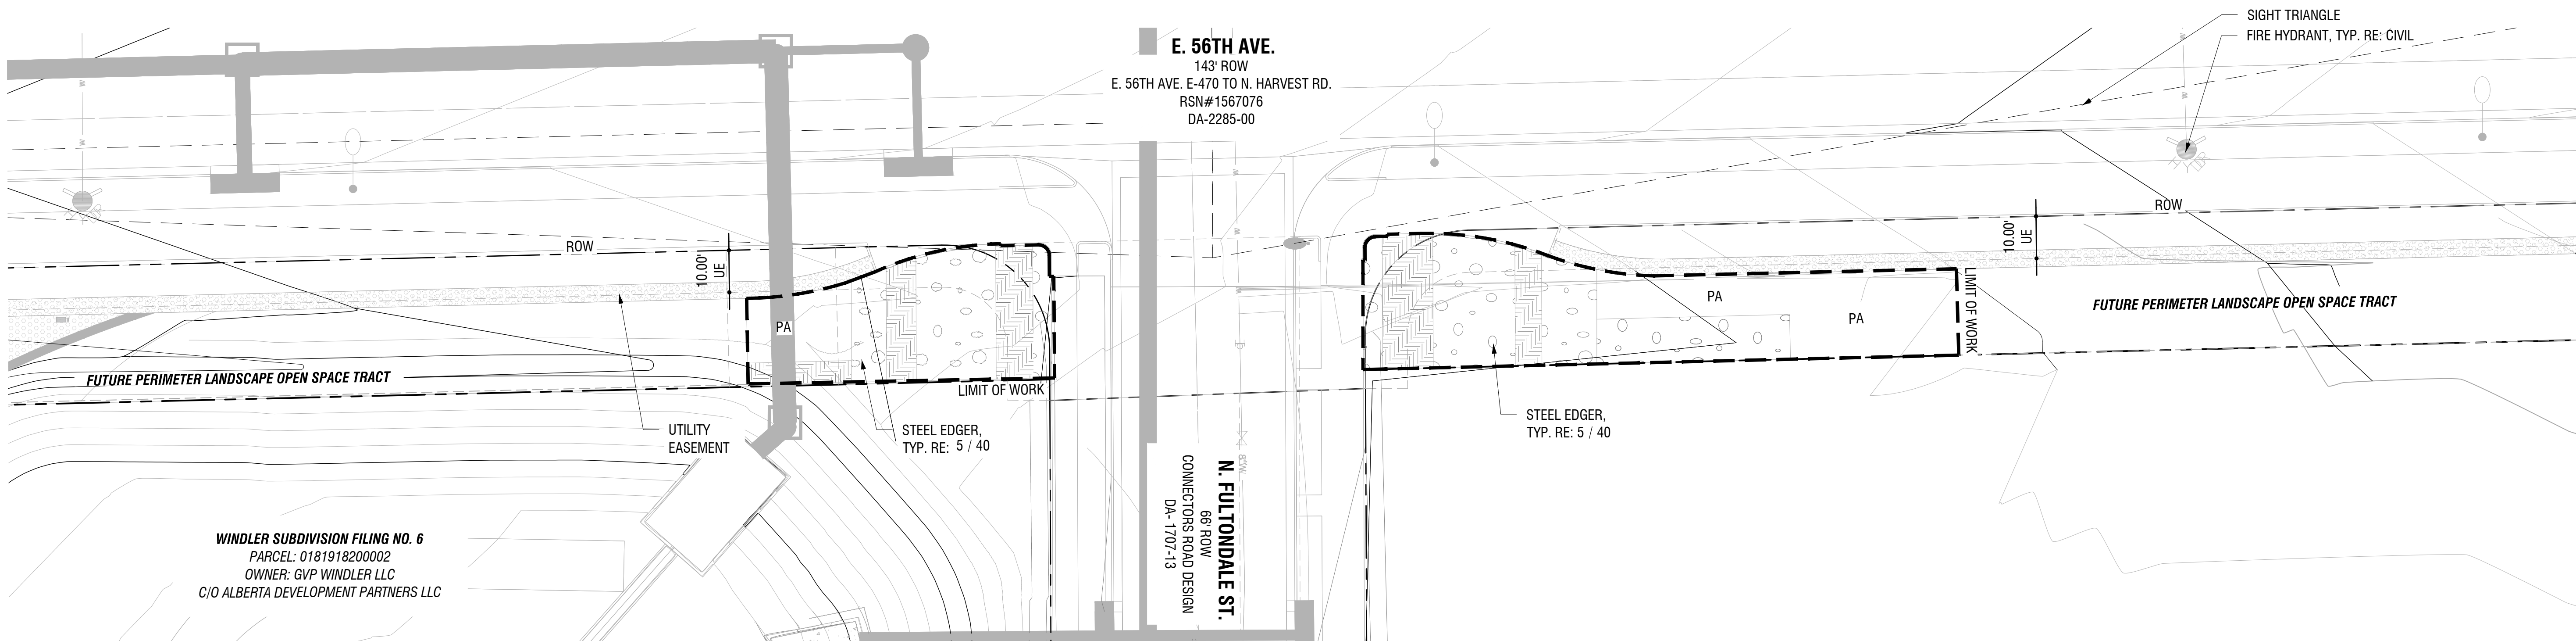 SIGHT TRIANGLE
FIRE HYDRANT, TYP. RE: CIVIL
E. 56TH AVE.
143' ROW
E. 56TH AVE. E-470 TO N. HARVEST RD.
RSN#1567076
DA-2285-00
W
W
W
W
W
W
ROW
10.00'
UE
ROW
10.00'
UE
PA
PA
PA
LIMIT OF WORK
FUTURE PERIMETER LANDSCAPE OPEN SPACE TRACT
FUTURE PERIMETER LANDSCAPE OPEN SPACE TRACT
LIMIT OF WORK
UTILITY
EASEMENT
STEEL EDGER,
TYP. RE: 5 / 40
STEEL EDGER,
TYP. RE: 5 / 40
8"W
N. FULTONDALE ST.
66' ROW
CONNECTORS ROAD DESIGN
DA- 1707-13
WINDLER SUBDIVISION FILING NO. 6
PARCEL: 0181918200002
OWNER: GVP WINDLER LLC
C/O ALBERTA DEVELOPMENT PARTNERS LLC